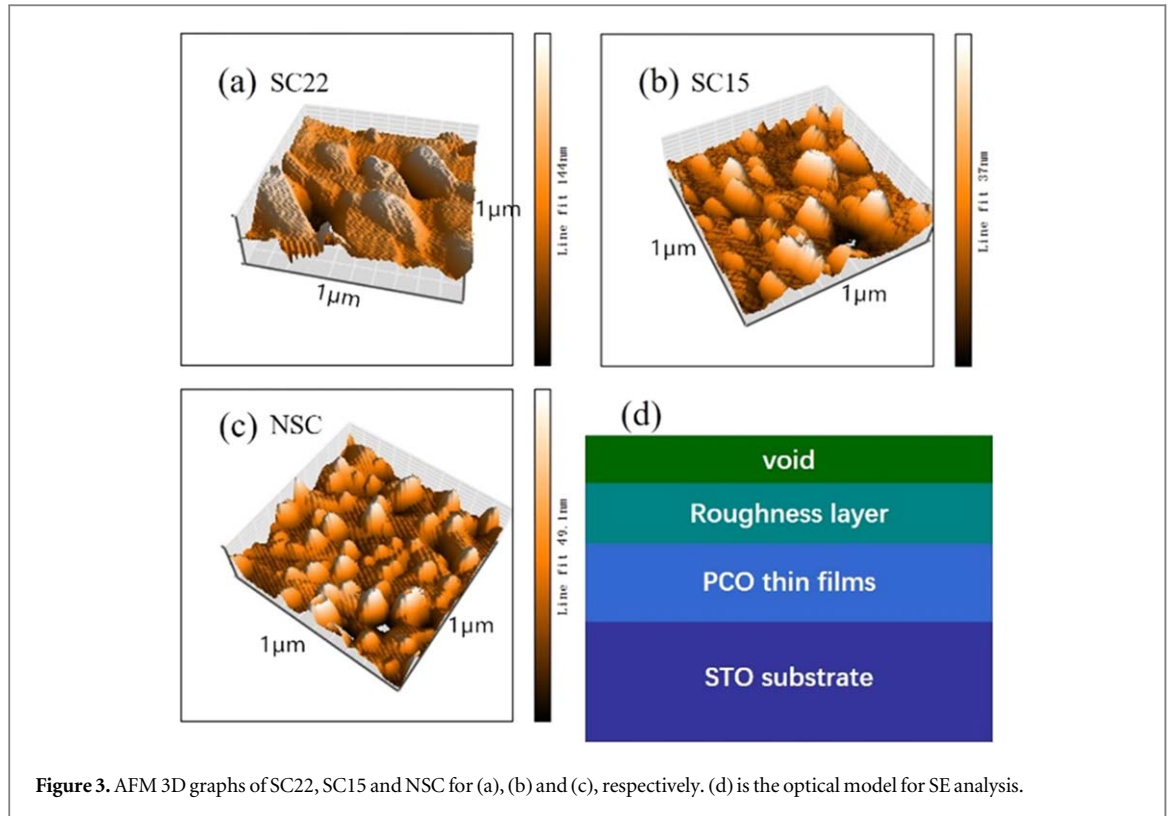 (a) SC22
1μm
1μm
Line fit 144nm
(b) SC15
1μm
1μm
Line fit 37nm
(c) NSC
1μm
1μm
Line fit 49.1nm
(d)
void
Roughness layer
PCO thin films
STO substrate
Figure 3. AFM 3D graphs of SC22, SC15 and NSC for (a), (b) and (c), respectively. (d) is the optical model for SE analysis.